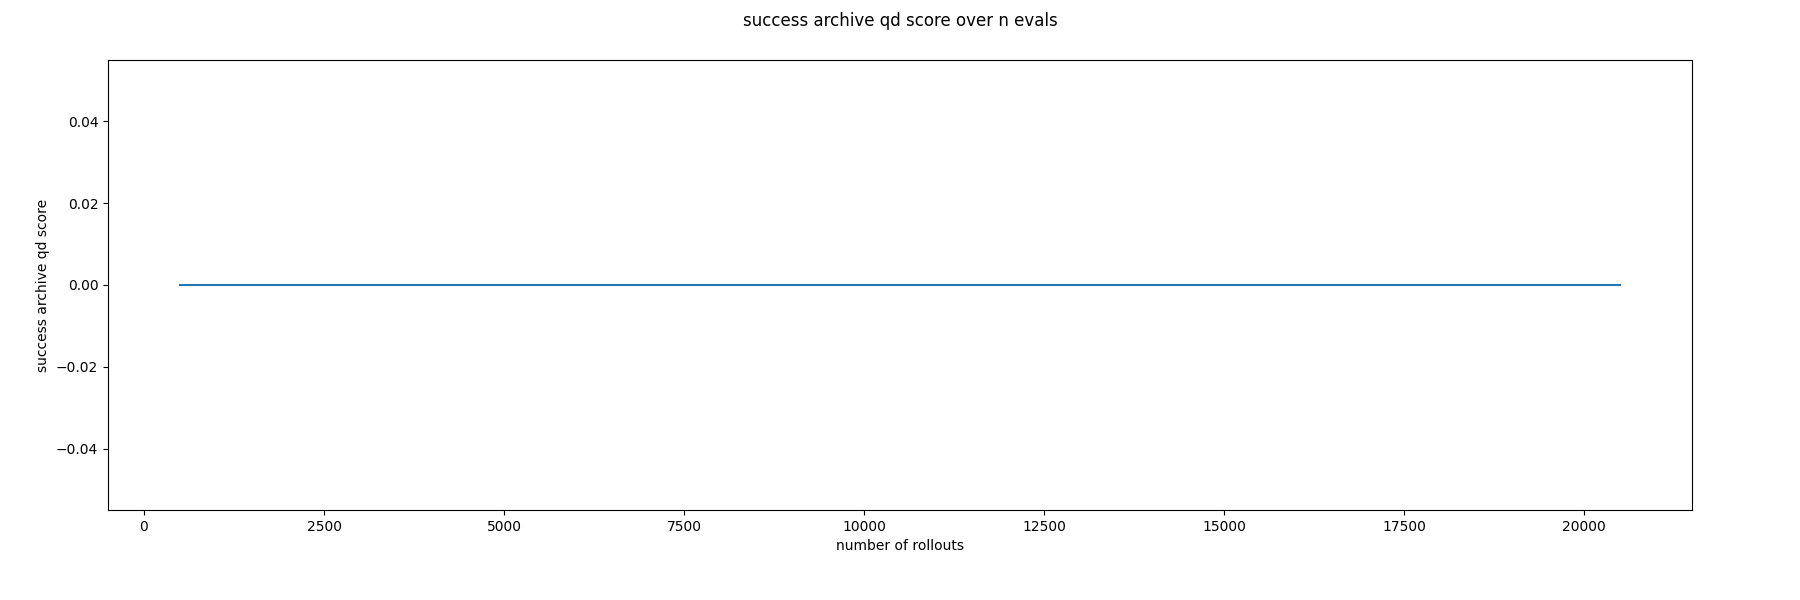 success archive qd score over n evals
success archive qd score
0.04
0.02
0.00
−0.02
−0.04
0 2500 5000 7500 10000 12500 15000 17500 20000
number of rollouts